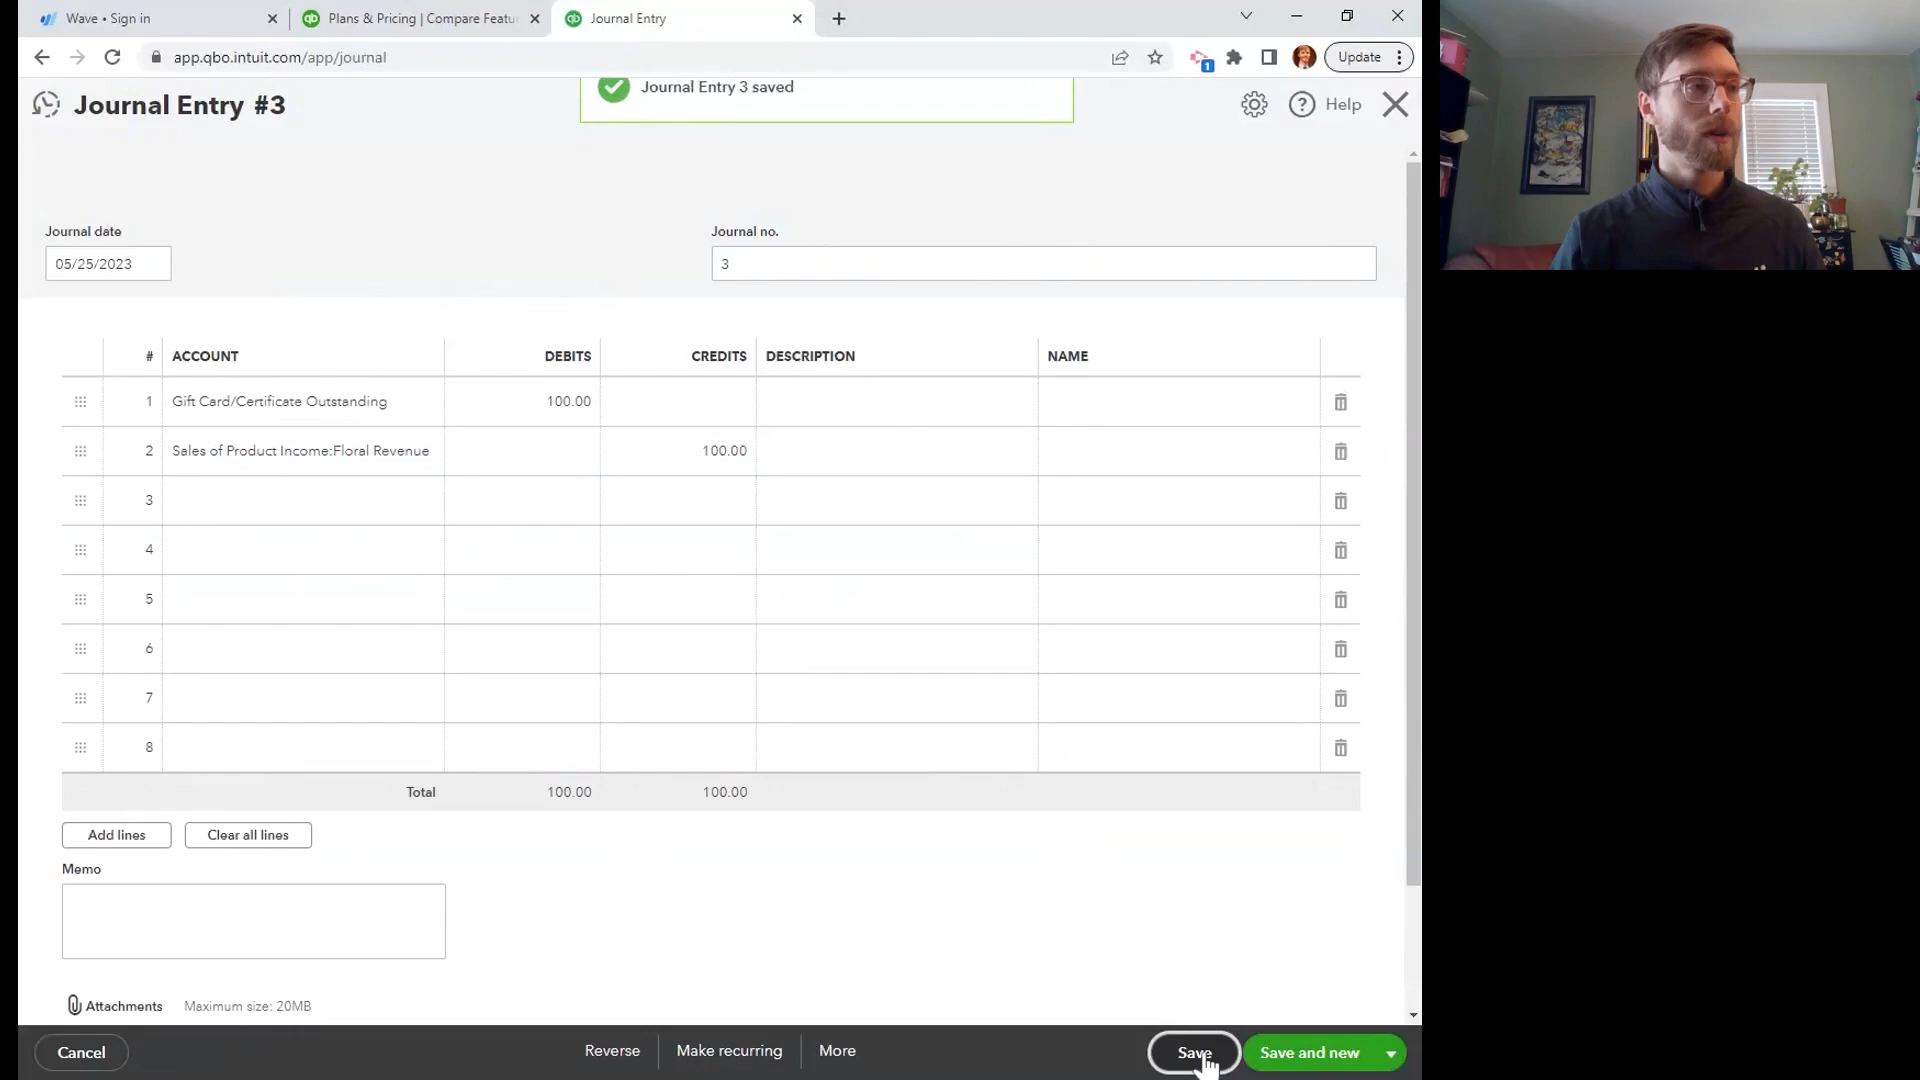 Wave • Sign in
Plans & Pricing | Compare Featu
Journal Entry
app.qbo.intuit.com/app/journal
1
Update
Journal Entry #3
Journal Entry 3 saved
Help
Journal date
Journal no.
05/25/2023
3
# ACCOUNT DEBITS CREDITS DESCRIPTION NAME
1 Gift Card/Certificate Outstanding 100.00
2 Sales of Product Income:Floral Revenue 100.00
3
4
5
6
7
8
Total 100.00 100.00
Add lines Clear all lines
Memo
Attachments Maximum size: 20MB
Cancel Reverse Make recurring More Save Save and new